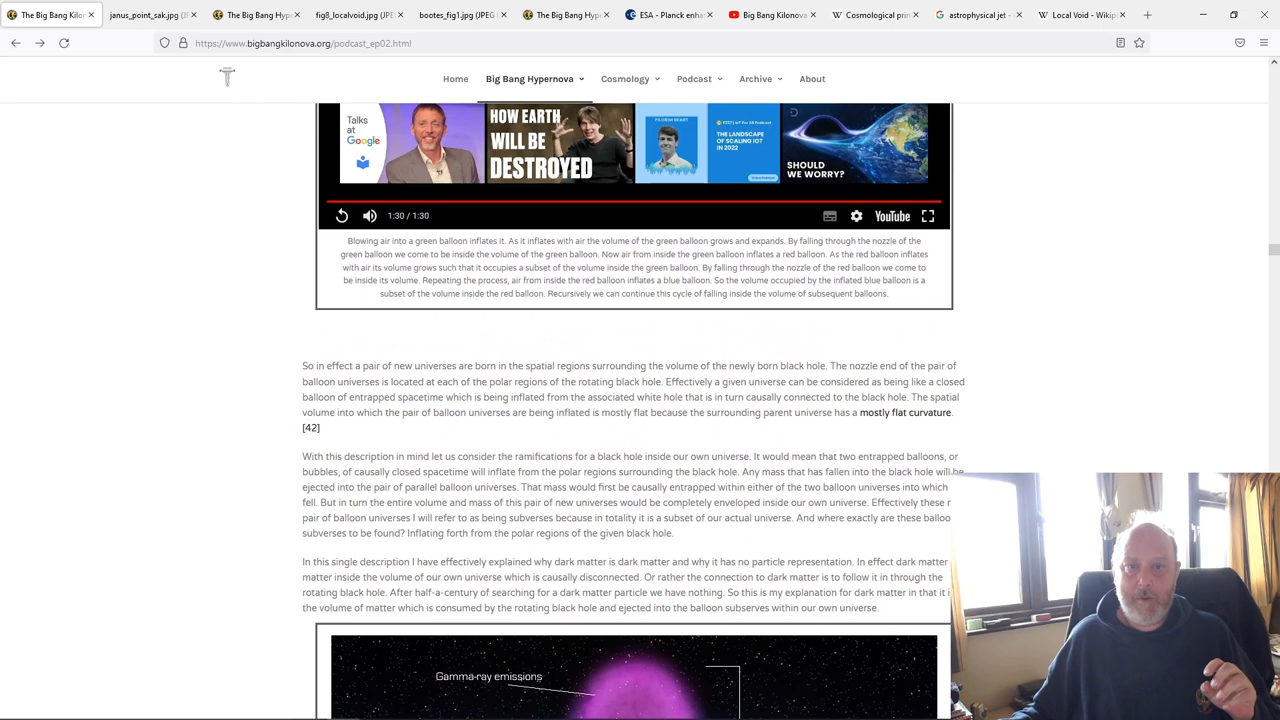 The Big Bang Kilon
janus_point_sak.jpg (JPE
The Big Bang Hype
fig8_localvoid.jpg (JPE
bootes_fig1.jpg (JPEG I
The Big Bang Hype
ESA - Planck enha
Big Bang Kilonova
Cosmological prin
astrophysical jet -
Local Void - Wikip
https://www.bigbangkilonova.org/podcast_ep02.html
Home
Big Bang Hypernova
Cosmology
Podcast
Archive
About
Talks
at
Google
HOW EARTH
WILL BE
DESTROYED
THE LANDSCAPE
OF SCALING IOT
IN 2022
SHOULD
WE WORRY?
1:30 / 1:30
YouTube
Blowing air into a green balloon inflates it. As it inflates with air the volume of the green balloon grows and expands. By falling through the nozzle of the
green balloon we come to be inside the volume of the green balloon. Now air from inside the green balloon inflates a red balloon. As the red balloon inflates
with air its volume grows such that it occupies a subset of the volume inside the green balloon. By falling through the nozzle of the red balloon we come to
be inside its volume. Repeating the process, air from inside the red balloon inflates a blue balloon. So the volume occupied by the inflated blue balloon is a
subset of the volume inside the red balloon. Recursively we can continue this cycle of falling inside the volume of subsequent balloons.
So in effect a pair of new universes are born in the spatial regions surrounding the volume of the newly born black hole. The nozzle end of the pair of
balloon universes is located at each of the polar regions of the rotating black hole. Effectively a given universe can be considered as being like a closed
balloon of entrapped spacetime which is being inflated from the associated white hole that is in turn causally connected to the black hole. The spatial
volume into which the pair of balloon universes are being inflated is mostly flat because the surrounding parent universe has a mostly flat curvature.
[42]
With this description in mind let us consider the ramifications for a black hole inside our own universe. It would mean that two entrapped balloons, or
bubbles, of causally closed spacetime will inflate from the polar regions surrounding the black hole. Any mass that has fallen into the black hole will be
ejected into the pair of parallel balloon universes. That mass would first be causally entrapped within either of the two balloon universes into which
fell. But in turn the entire volume and mass of this pair of new universes would be completely enveloped inside our own universe. Effectively these
pair of balloon universes I will refer to as being subverses because in totality it is a subset of our actual universe. And where exactly are these balloo
subverses to be found? Inflating forth from the polar regions of the given black hole.
In this single description I have effectively explained why dark matter is dark matter and why it has no particle representation. In effect dark matter
matter inside the volume of our own universe which is causally disconnected. Or rather the connection to dark matter is to follow it in through the
rotating black hole. After half-a-century of searching for a dark matter particle we have nothing. So this is my explanation for dark matter in that it i
the volume of matter which is consumed by the rotating black hole and ejected into the balloon subserves within our own universe.
Gamma-ray emissions